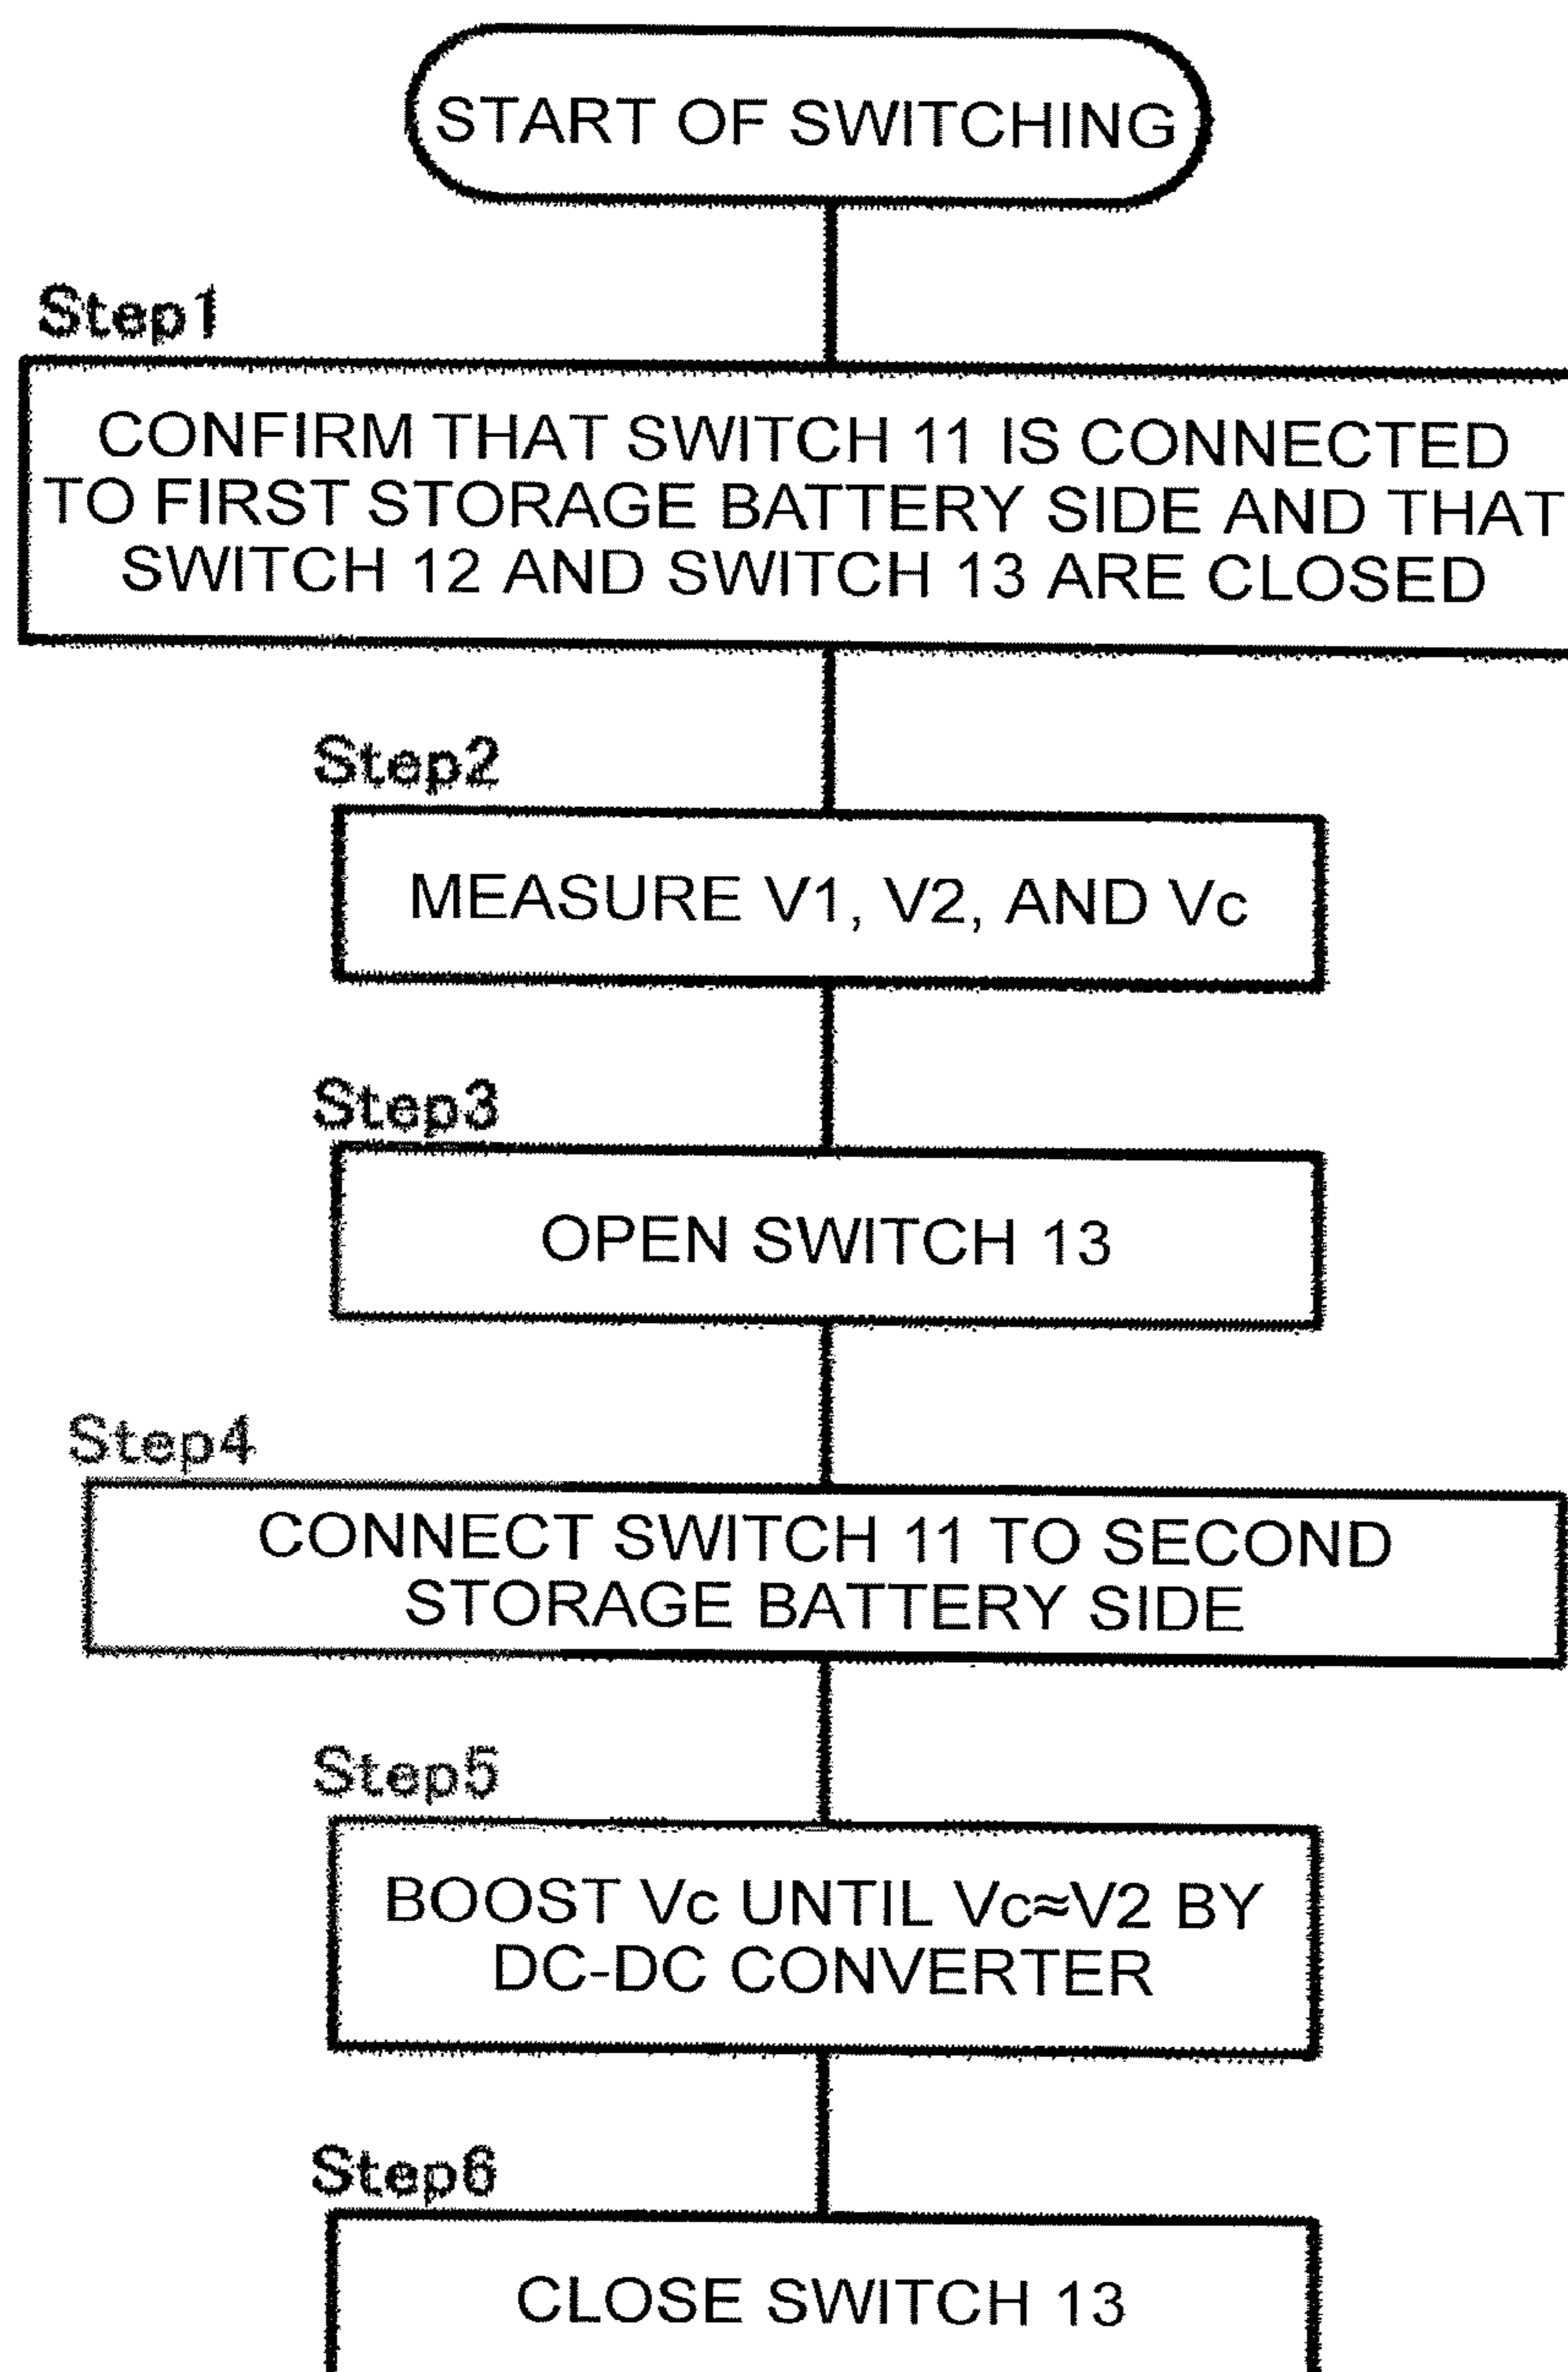 START OF SWITCHING
Step1
CONFIRM THAT SWITCH 11 IS CONNECTED
TO FIRST STORAGE BATTERY SIDE AND THAT
SWITCH 12 AND SWITCH 13 ARE CLOSED
Step2
MEASURE V1, V2, AND Vc
Step3
OPEN SWITCH 13
Step4
CONNECT SWITCH 11 TO SECOND
STORAGE BATTERY SIDE
Step5
BOOST Vc UNTIL Vc≈V2 BY
DC-DC CONVERTER
Step6
CLOSE SWITCH 13